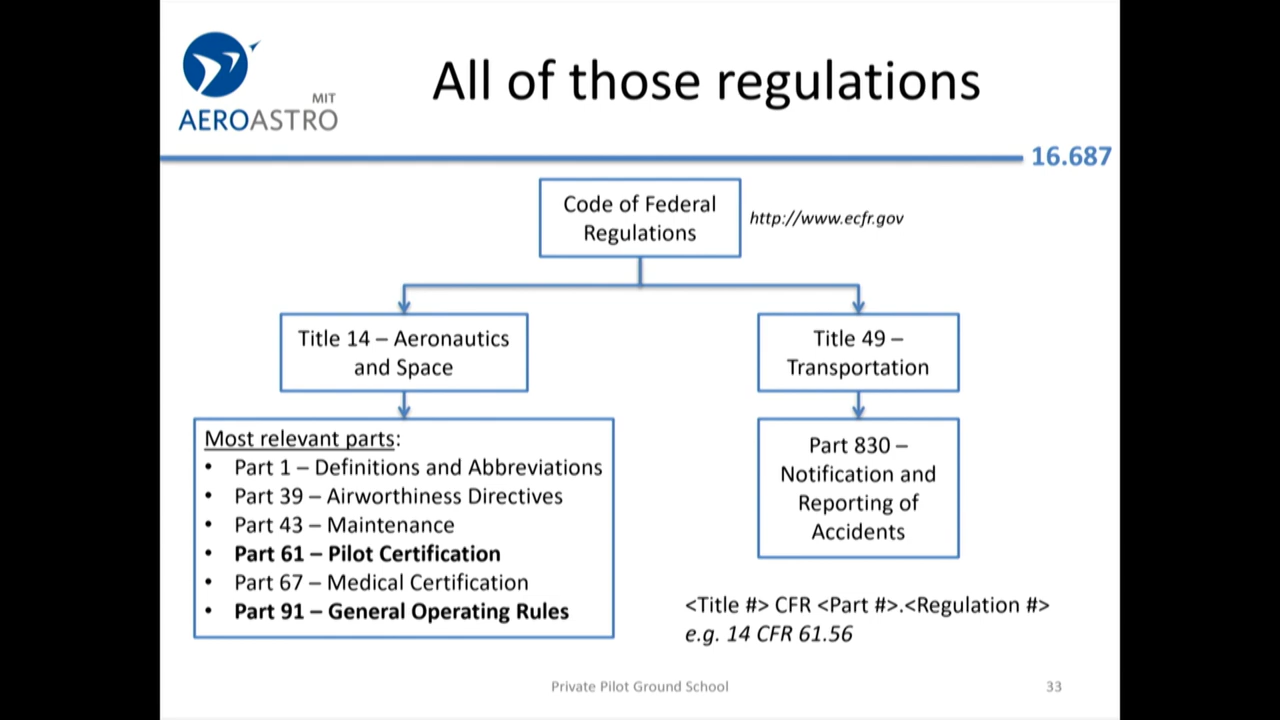 All of those regulations
MIT
AEROASTRO
16.687
Code of Federal
Regulations
http://www.ecfr.gov
Title 14 – Aeronautics
and Space
Title 49 –
Transportation
Most relevant parts:
• Part 1 – Definitions and Abbreviations
• Part 39 – Airworthiness Directives
• Part 43 – Maintenance
• Part 61 – Pilot Certification
• Part 67 – Medical Certification
• Part 91 – General Operating Rules
Part 830 –
Notification and
Reporting of
Accidents
<Title #> CFR <Part #>.<Regulation #>
e.g. 14 CFR 61.56
Private Pilot Ground School
33